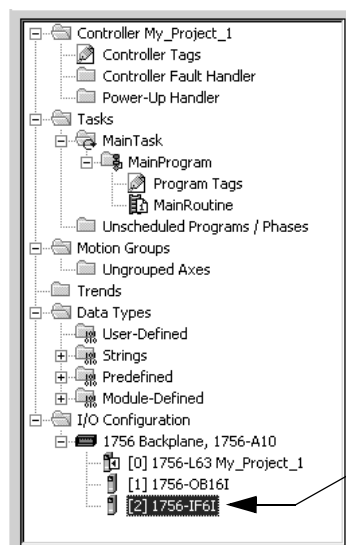 Controller My_Project_1
Controller Tags
Controller Fault Handler
Power-Up Handler
Tasks
MainTask
MainProgram
Program Tags
MainRoutine
Unscheduled Programs / Phases
Motion Groups
Ungrouped Axes
Trends
Data Types
User-Defined
Strings
Predefined
Module-Defined
I/O Configuration
1756 Backplane, 1756-A10
[0] 1756-L63 My_Project_1
[1] 1756-OB16I
[2] 1756-IF6I